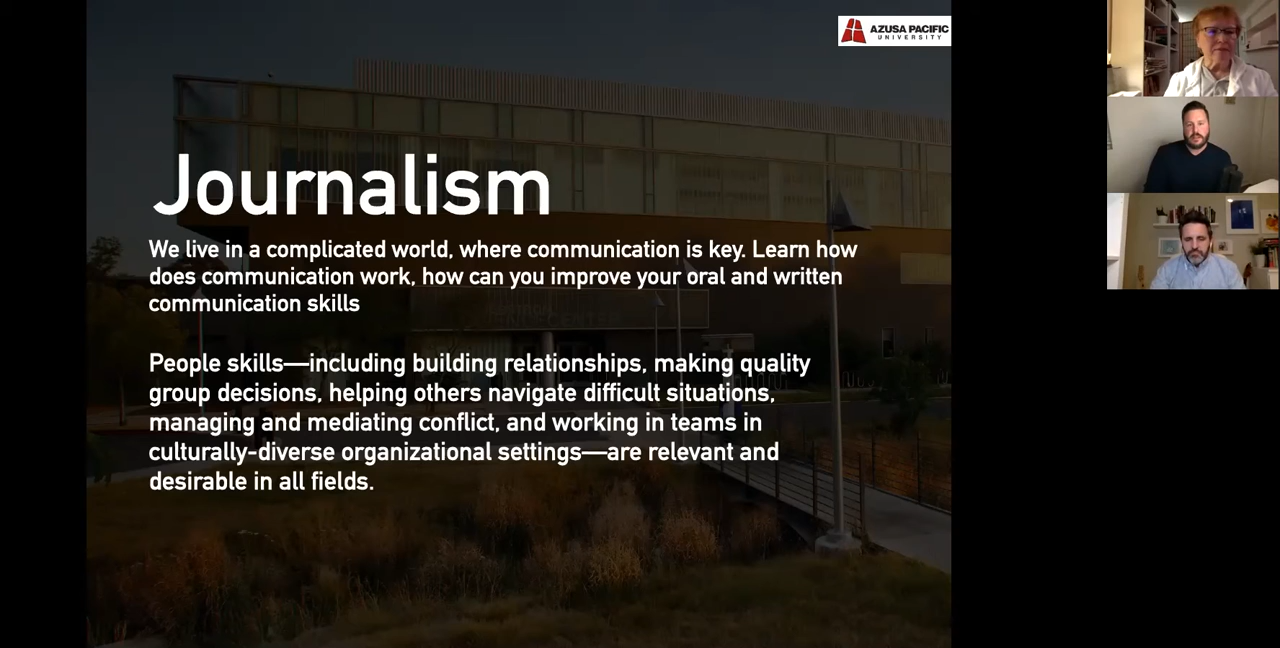 AZUSA PACIFIC
UNIVERSITY
Journalism
We live in a complicated world, where communication is key. Learn how
does communication work, how can you improve your oral and written
communication skills
People skills—including building relationships, making quality
group decisions, helping others navigate difficult situations,
managing and mediating conflict, and working in teams in
culturally-diverse organizational settings—are relevant and
desirable in all fields.